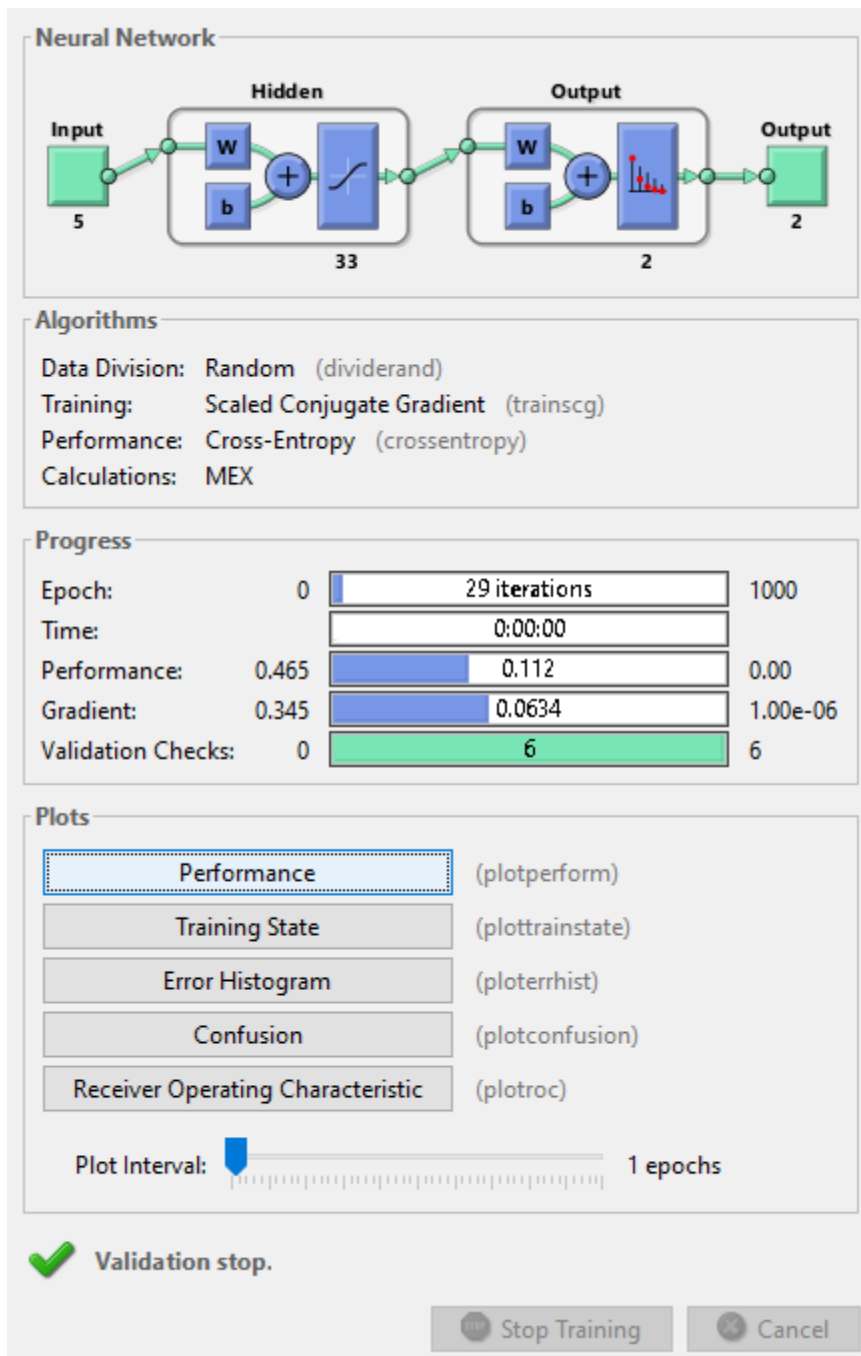 Neural Network
Hidden
Output
Input
Output
W
W
b
b
5
2
33
2
Algorithms
Data Division: Random (dividerand)
Training: Scaled Conjugate Gradient (trainscg)
Performance: Cross-Entropy (crossentropy)
Calculations: MEX
Progress
Epoch: 0 29 iterations 1000
Time: 0:00:00
Performance: 0.465 0.112 0.00
Gradient: 0.345 0.0634 1.00e-06
Validation Checks: 0 6 6
Plots
Performance (plotperform)
Training State (plottrainstate)
Error Histogram (ploterrhist)
Confusion (plotconfusion)
Receiver Operating Characteristic (plotroc)
Plot Interval: 1 epochs
Validation stop.
STOP Stop Training Cancel